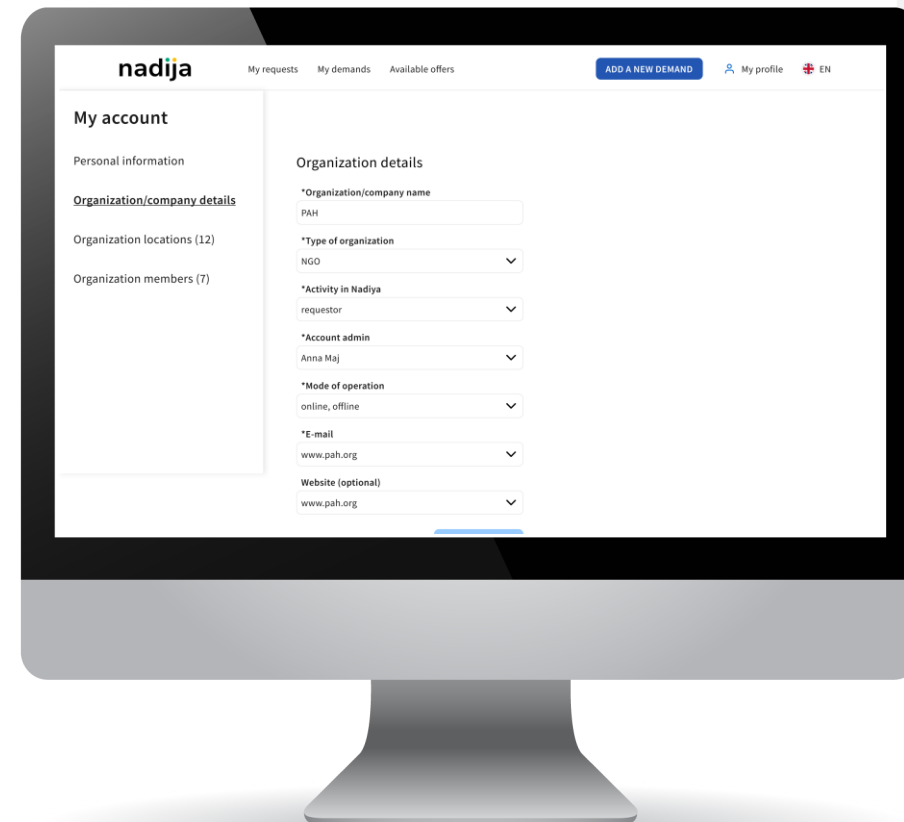 nadija
My requests My demands Available offers
ADD A NEW DEMAND
My profile
EN
My account
Personal information
Organization/company details
Organization locations (12)
Organization members (7)
Organization details
*Organization/company name
PAH
*Type of organization
NGO
*Activity in Nadiya
requestor
*Account admin
Anna Maj
*Mode of operation
online, offline
*E-mail
www.pah.org
Website (optional)
www.pah.org